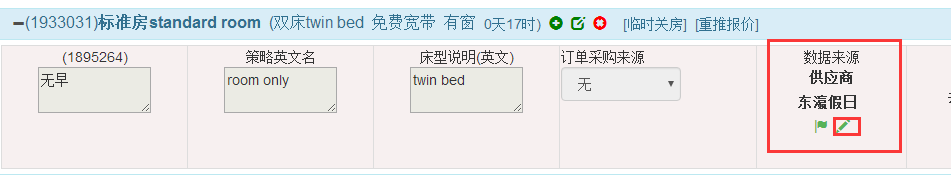 (1933031)标准房standard room (双床twin bed 免费宽带 有窗 0天17时) [临时关房] [重推报价]
(1895264)
无早
策略英文名
room only
床型说明(英文)
twin bed
订单采购来源
无
数据来源
供应商
东瀛假日